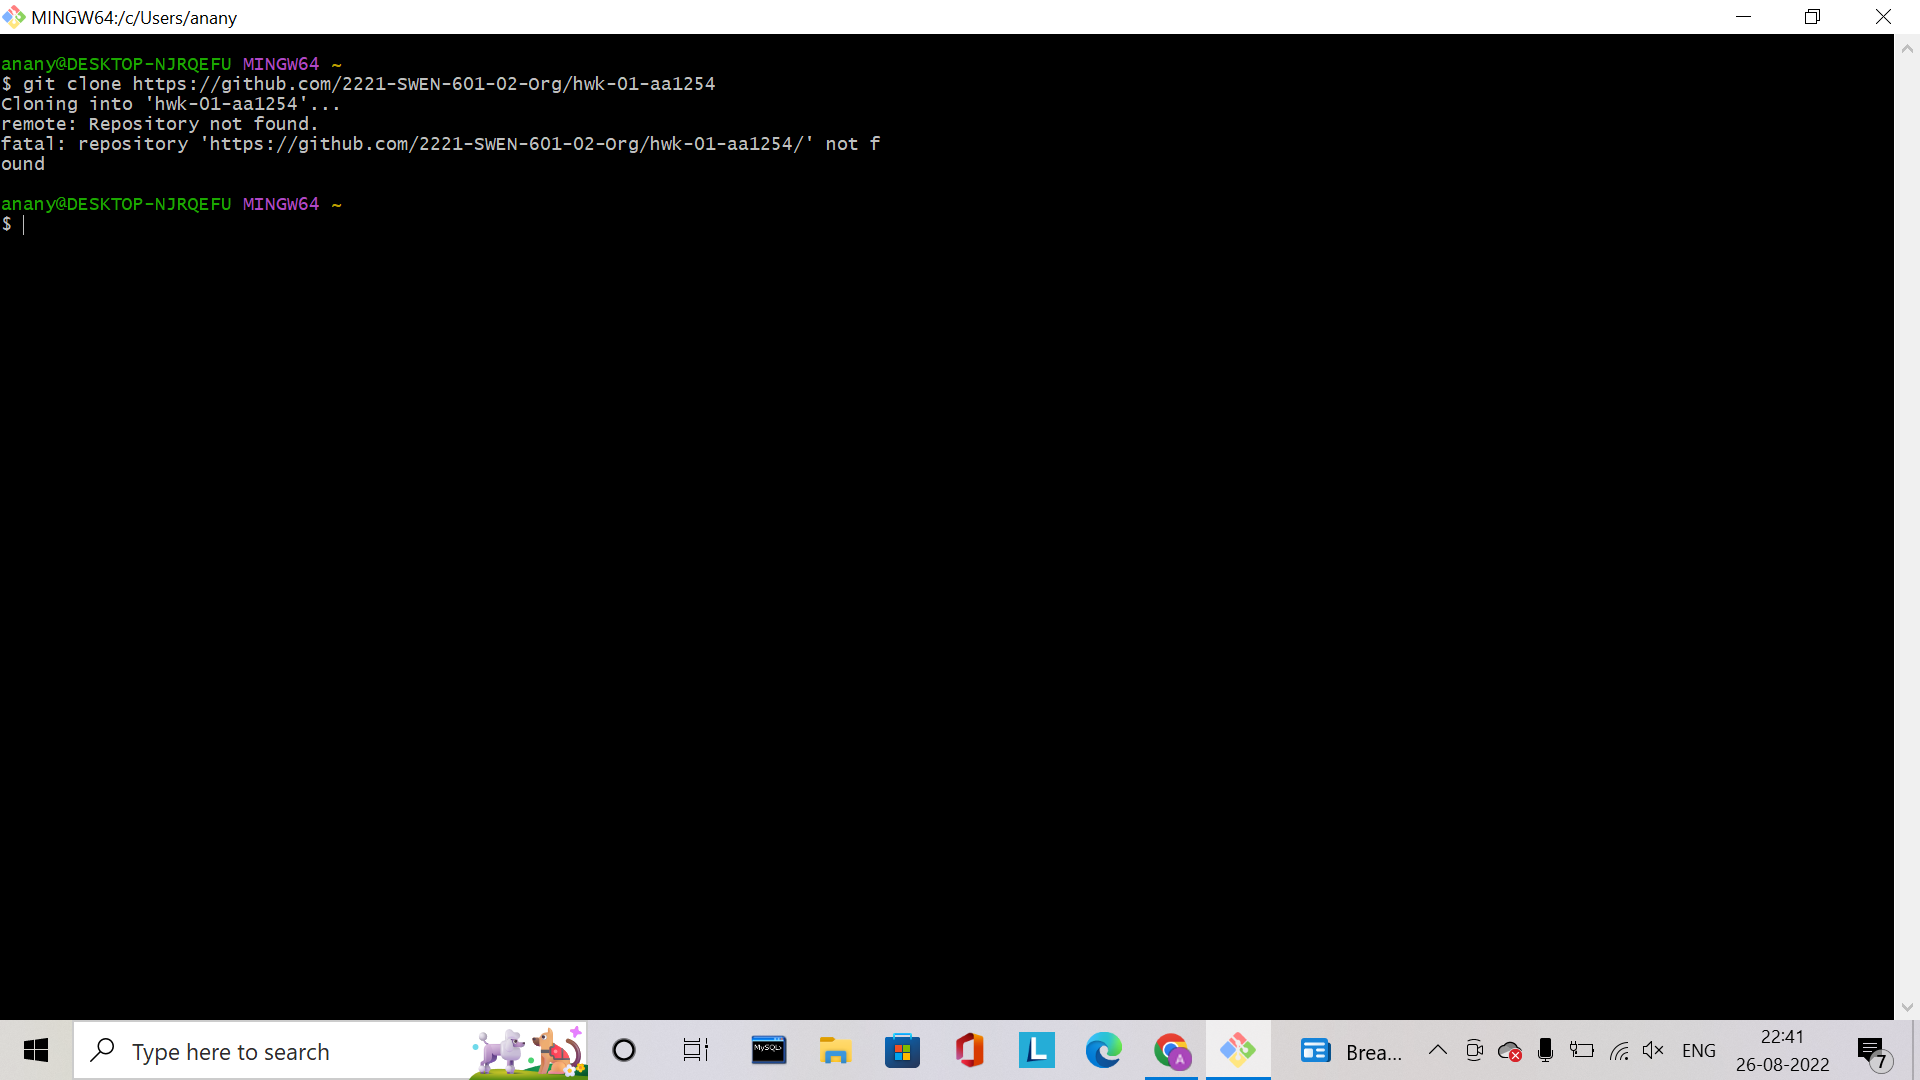 MINGW64:/c/Users/anany
anany@DESKTOP-NJRQEFU MINGW64 ~
$ git clone https://github.com/2221-SWEN-601-02-Org/hwk-01-aa1254
Cloning into 'hwk-01-aa1254'...
remote: Repository not found.
fatal: repository 'https://github.com/2221-SWEN-601-02-Org/hwk-01-aa1254/' not f
ound
anany@DESKTOP-NJRQEFU MINGW64 ~
$
Type here to search
MySQL>
L
A
Brea...
ENG
22:41
26-08-2022
7